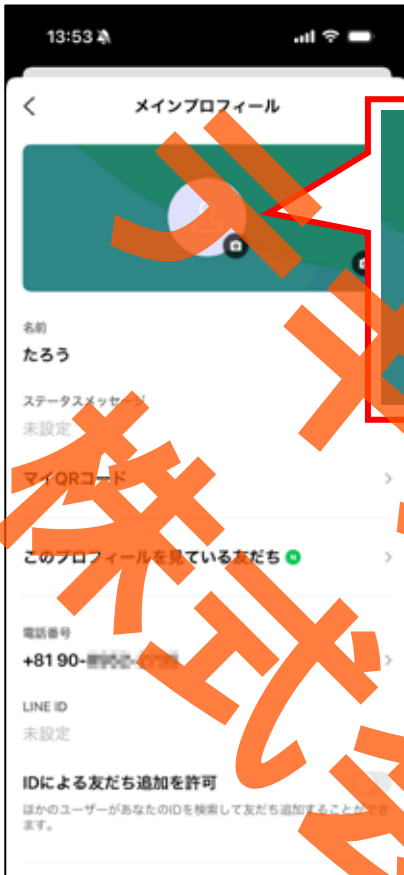 13:53
メインプロフィール
名前
たろう
ステータスメッセージ
未設定
マイQRコード
このプロフィールを見ている友だち N
電話番号
+81 90-
LINE ID
未設定
IDによる友だち追加を許可
ほかのユーザーがあなたのIDを検索して友だち追加することができ
ます。
株式会